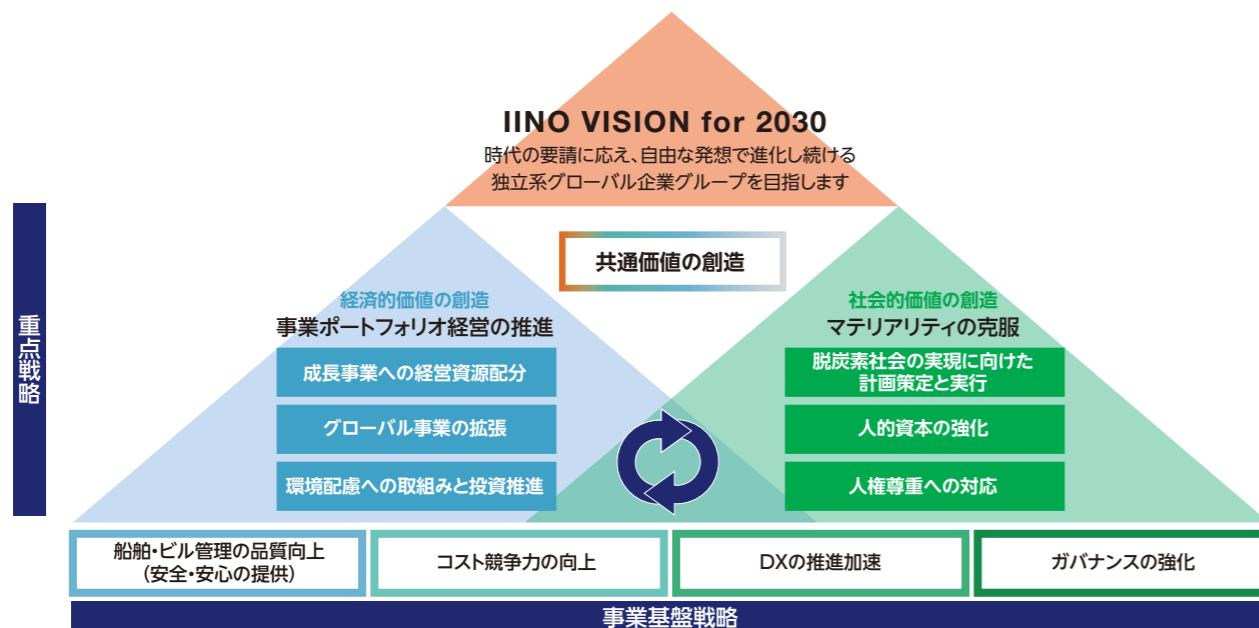 IINO VISION for 2030
時代の要請に応え、自由な発想で進化し続ける
独立系グローバル企業グループを目指します
共通価値の創造
重点戦略
経済的価値の創造
事業ポートフォリオ経営の推進
成長事業への経営資源配分
グローバル事業の拡張
環境配慮への取組みと投資推進
社会的価値の創造
マテリアリティの克服
脱炭素社会の実現に向けた
計画策定と実行
人的資本の強化
人権尊重への対応
船舶・ビル管理の品質向上
(安全・安心の提供)
コスト競争力の向上
DXの推進加速
ガバナンスの強化
事業基盤戦略